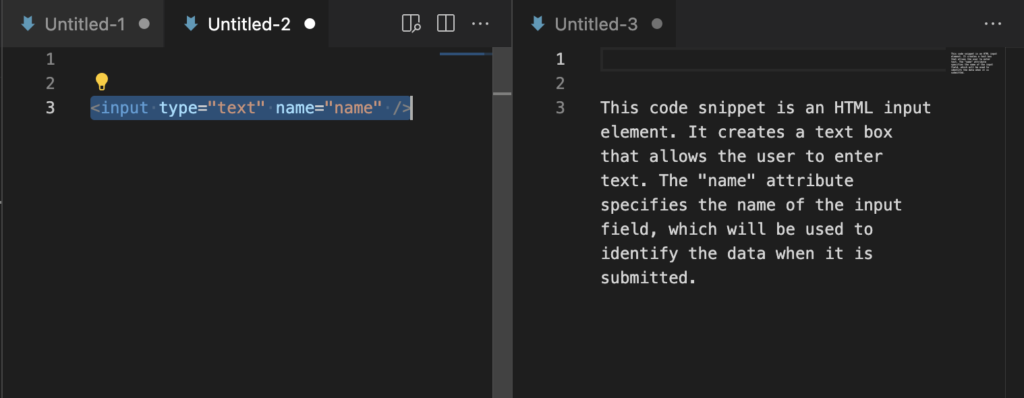 Untitled-1
Untitled-2
1
2
3
<input type="text" name="name" />
Untitled-3
1
2
3
This code snippet is an HTML input
element. It creates a text box
that allows the user to enter
text. The "name" attribute
specifies the name of the input
field, which will be used to
identify the data when it is
submitted.